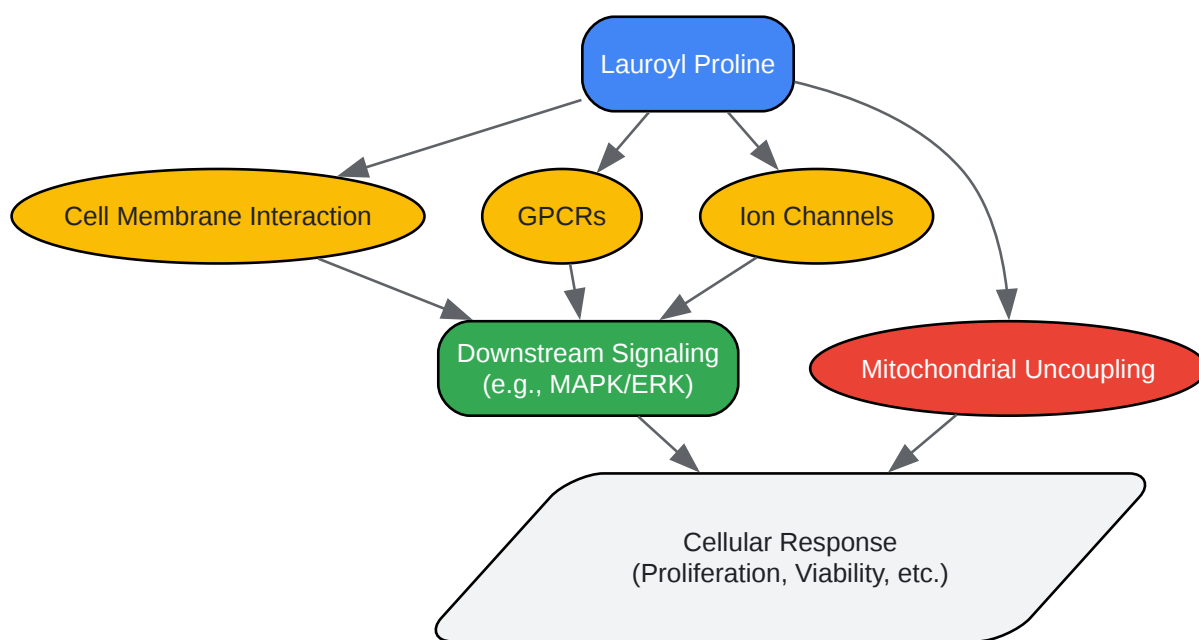 Lauroyl Proline
Cell Membrane Interaction
GPCRs
Ion Channels
Downstream Signaling
(e.g., MAPK/ERK)
Mitochondrial Uncoupling
Cellular Response
(Proliferation, Viability, etc.)